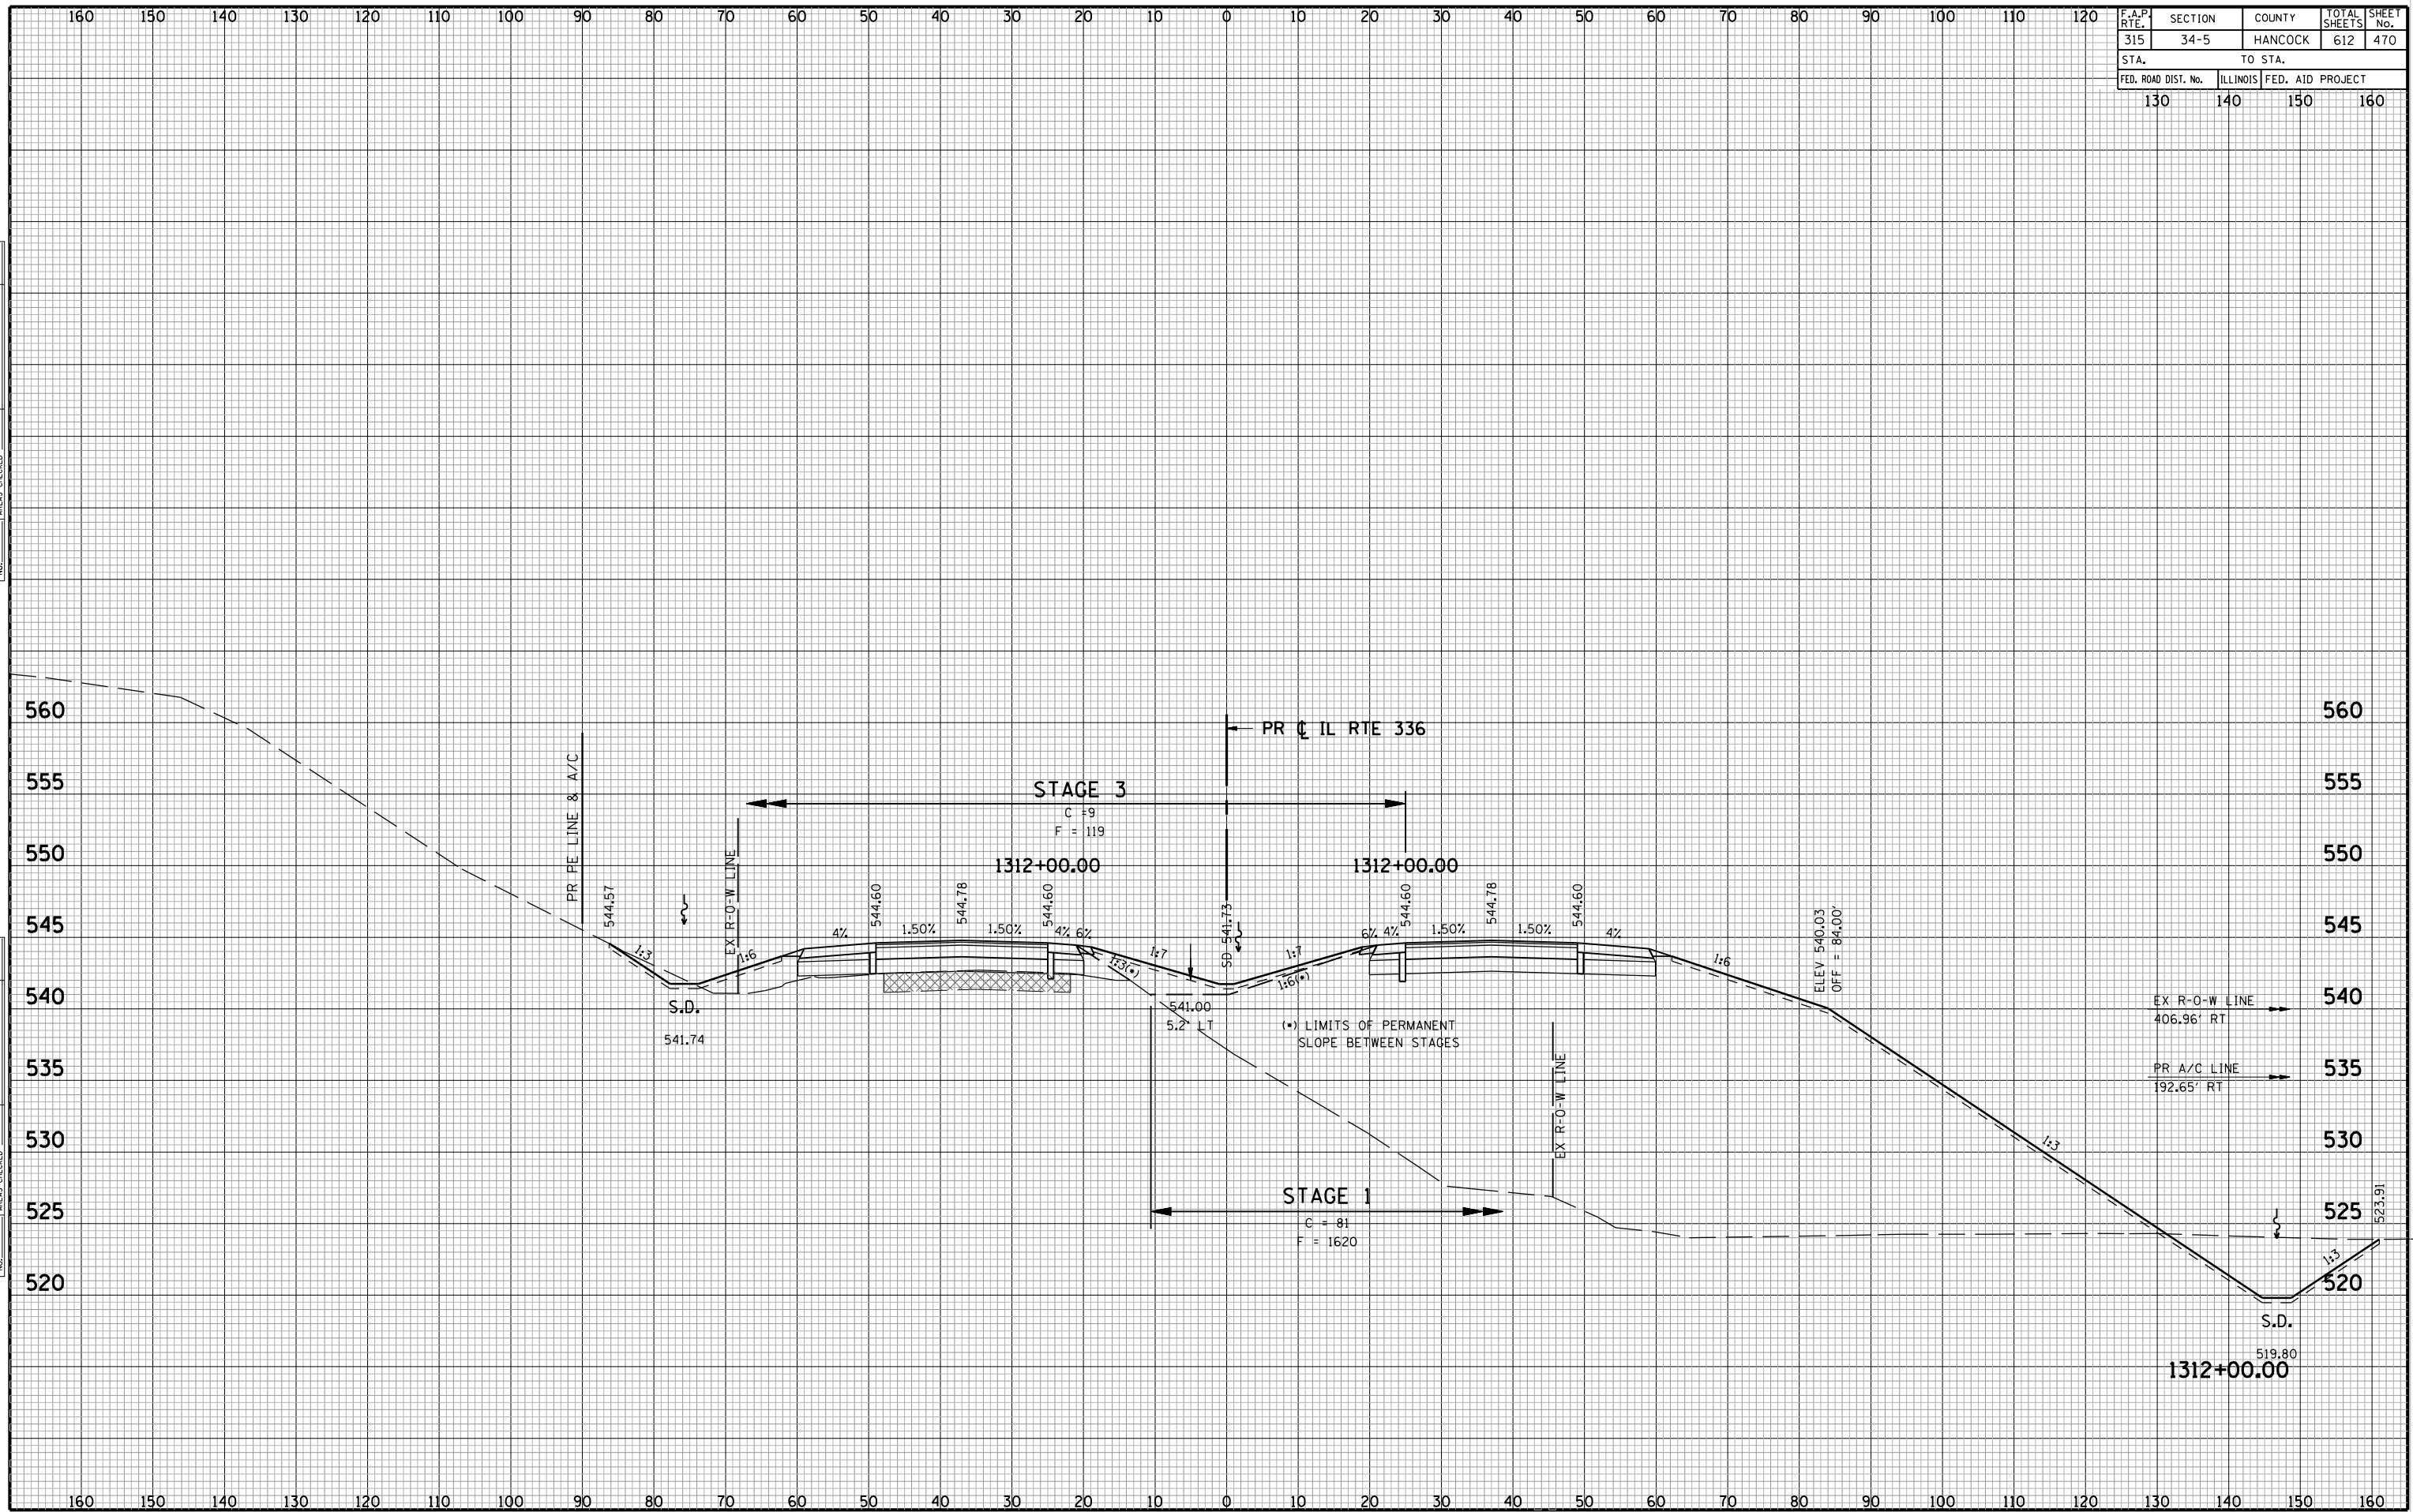 160 150 140 130 120 110 100 90 80 70 60 50 40 30 20 10 0 10 20 30 40 50 60 70 80 90 100 110 120
F.A.P. RTE. SECTION COUNTY TOTAL SHEETS SHEET No.
315 34-5 HANCOCK 612 470
STA. TO STA.
FED. ROAD DIST. No. ILLINOIS FED. AID PROJECT
130 140 150 160
560 560
PR ℄ IL RTE 336
555 555
STAGE 3
C =9
F = 119
PR PE LINE & A/C
EX R-O-W LINE
550 550
1312+00.00 1312+00.00
544.57 544.60 544.78 544.60 SD 541.73 544.60 544.78 544.60
545 545
1:3 1:6 4% 1.50% 1.50% 4% 6% 1:7 1:3(•) 1:7 1:6(•) 6% 4% 1.50% 1.50% 4% 1:6
ELEV 540.03
OFF = 84.00'
540 540
S.D.
541.74
541.00
5.2' LT
(•) LIMITS OF PERMANENT
SLOPE BETWEEN STAGES
EX R-O-W LINE
406.96' RT
535 535
PR A/C LINE
192.65' RT
EX R-O-W LINE
530 530
1:3
STAGE 1
C = 81
F = 1620
525 525
523.91
1:3
520 520
S.D.
519.80
1312+00.00
160 150 140 130 120 110 100 90 80 70 60 50 40 30 20 10 0 10 20 30 40 50 60 70 80 90 100 110 120 130 140 150 160